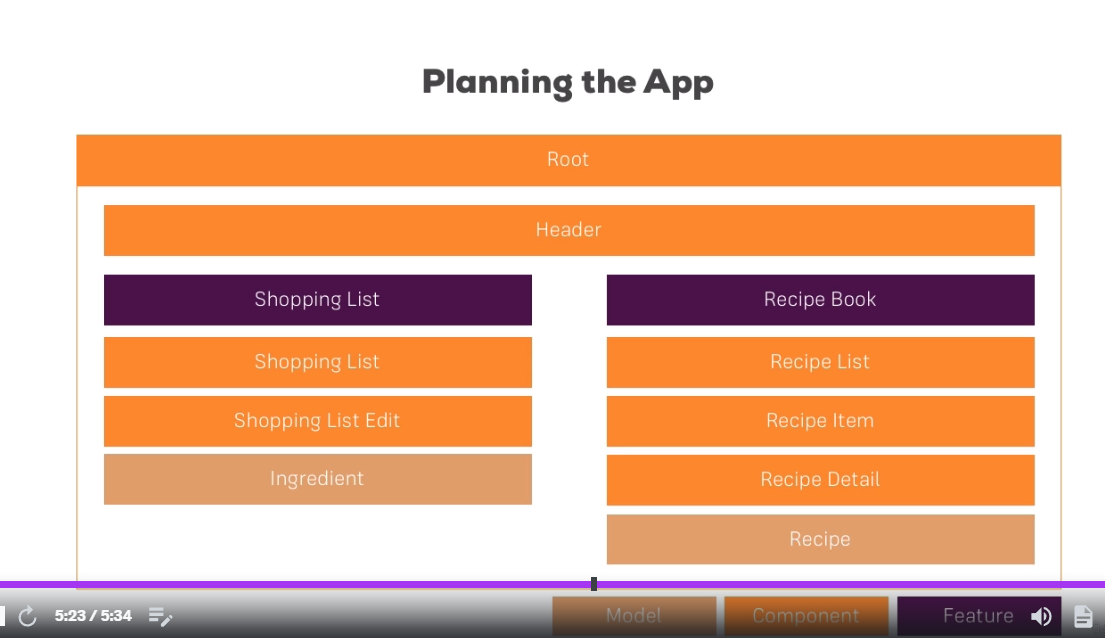 Planning the App
Root
Header
Shopping List
Recipe Book
Shopping List
Recipe List
Shopping List Edit
Recipe Item
Ingredient
Recipe Detail
Recipe
5:23 / 5:34
Model
Component
Feature